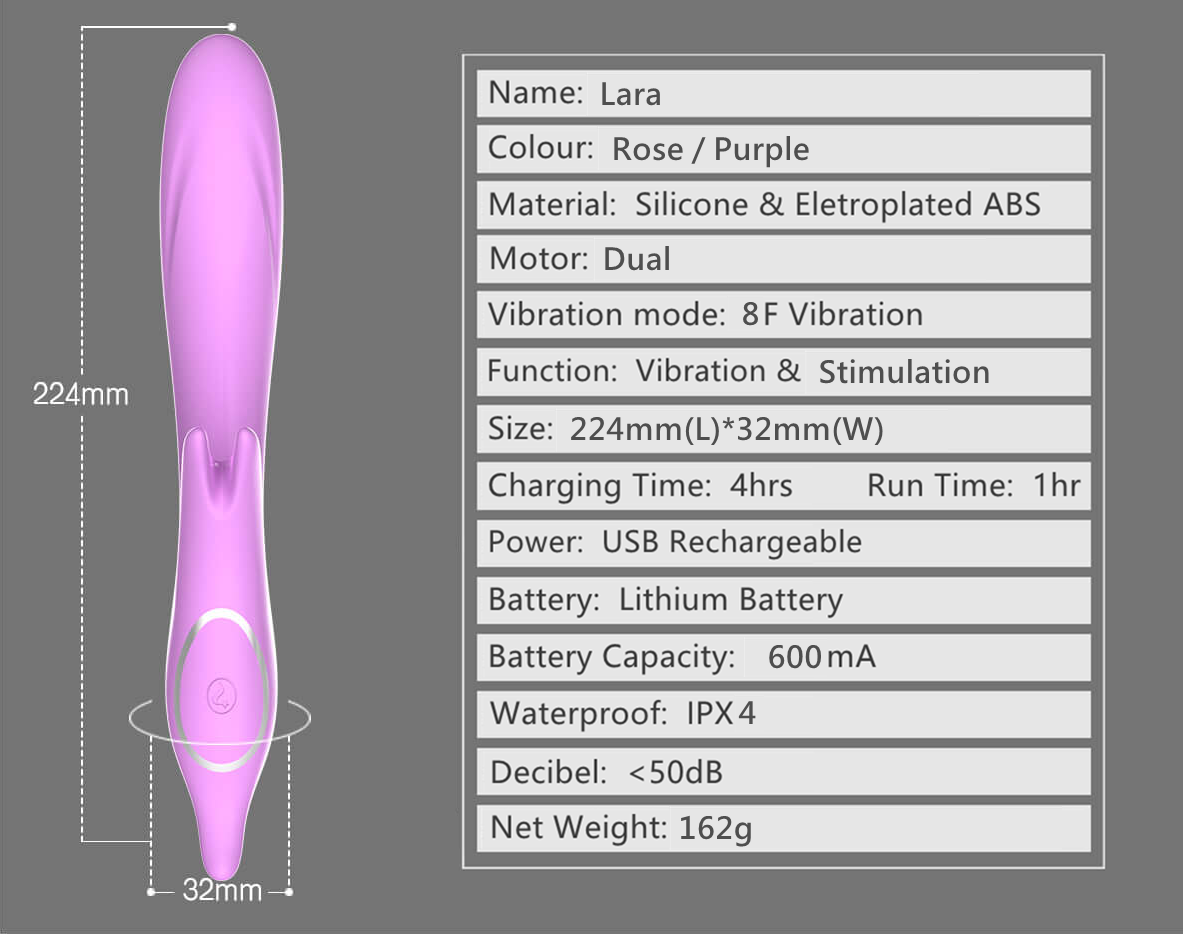 Name: Lara
Colour: Rose / Purple
Material: Silicone & Eletroplated ABS
Motor: Dual
Vibration mode: 8F Vibration
Function: Vibration & Stimulation
Size: 224mm(L)*32mm(W)
Charging Time: 4hrs Run Time: 1hr
Power: USB Rechargeable
Battery: Lithium Battery
Battery Capacity: 600mA
Waterproof: IPX4
Decibel: <50dB
Net Weight: 162g
224mm
32mm